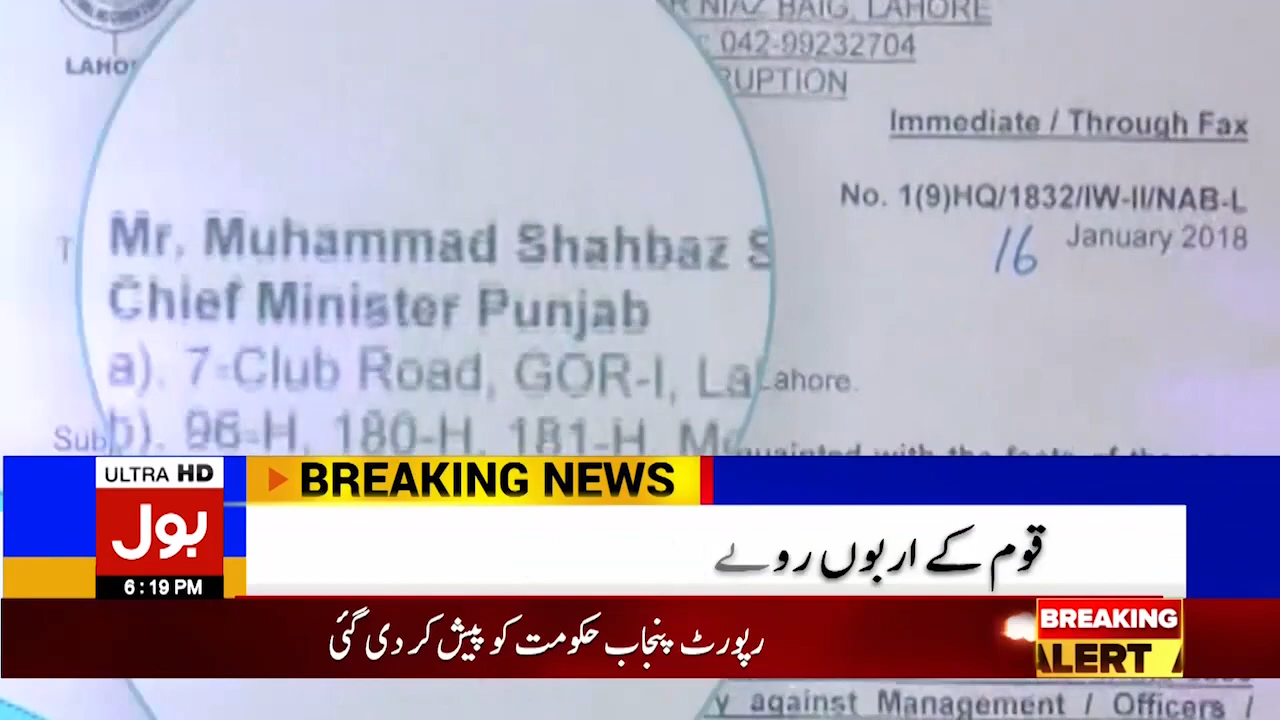 R NIAZ BAIG, LAHORE
042-99232704
Immediate / Through Fax
No. 1(9)HQ/1832/IW-II/NAB-L
16 January 2018
Mr. Muhammad Shahbaz S
Chief Minister Punjab
a). 7-Club Road, GOR-I, La
ahore.
b). 96-H, 180-H, 181-H, M
Sub
ULTRA HD
بول
6:19 PM
BREAKING NEWS
قوم کے اربوں روپے
رپورٹ پنجاب حکومت کو پیش کر دی گئی
BREAKING
ALERT
y against Management / Officers /